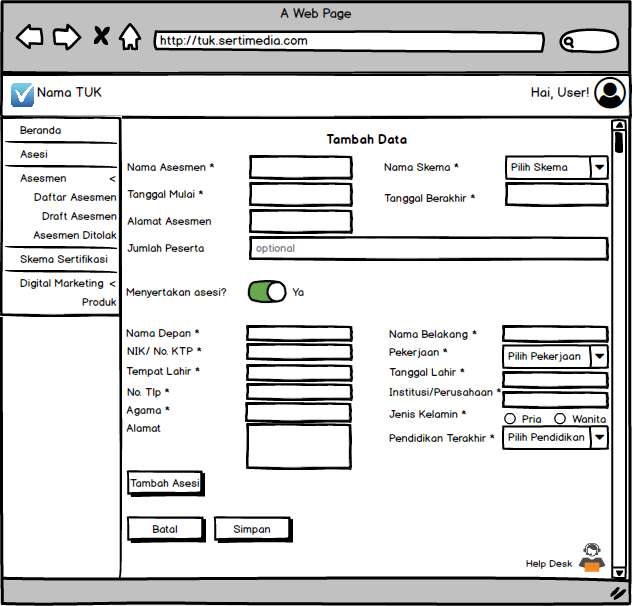 A Web Page
http://tuk.sertimedia.com
Nama TUK
Hai, User!
Beranda
Asesi
Asesmen <
Daftar Asesmen
Draft Asesmen
Asesmen Ditolak
Skema Sertifikasi
Digital Marketing <
Produk
Tambah Data
Nama Asesmen *
Nama Skema * Pilih Skema
Tanggal Mulai *
Tanggal Berakhir *
Alamat Asesmen
Jumlah Peserta optional
Menyertakan asesi? Ya
Nama Depan *
Nama Belakang *
NIK/ No. KTP *
Pekerjaan * Pilih Pekerjaan
Tempat Lahir *
Tanggal Lahir *
No. Tlp *
Institusi/Perusahaan *
Agama *
Jenis Kelamin * Pria Wanita
Alamat
Pendidikan Terakhir * Pilih Pendidikan
Tambah Asesi
Batal Simpan
Help Desk